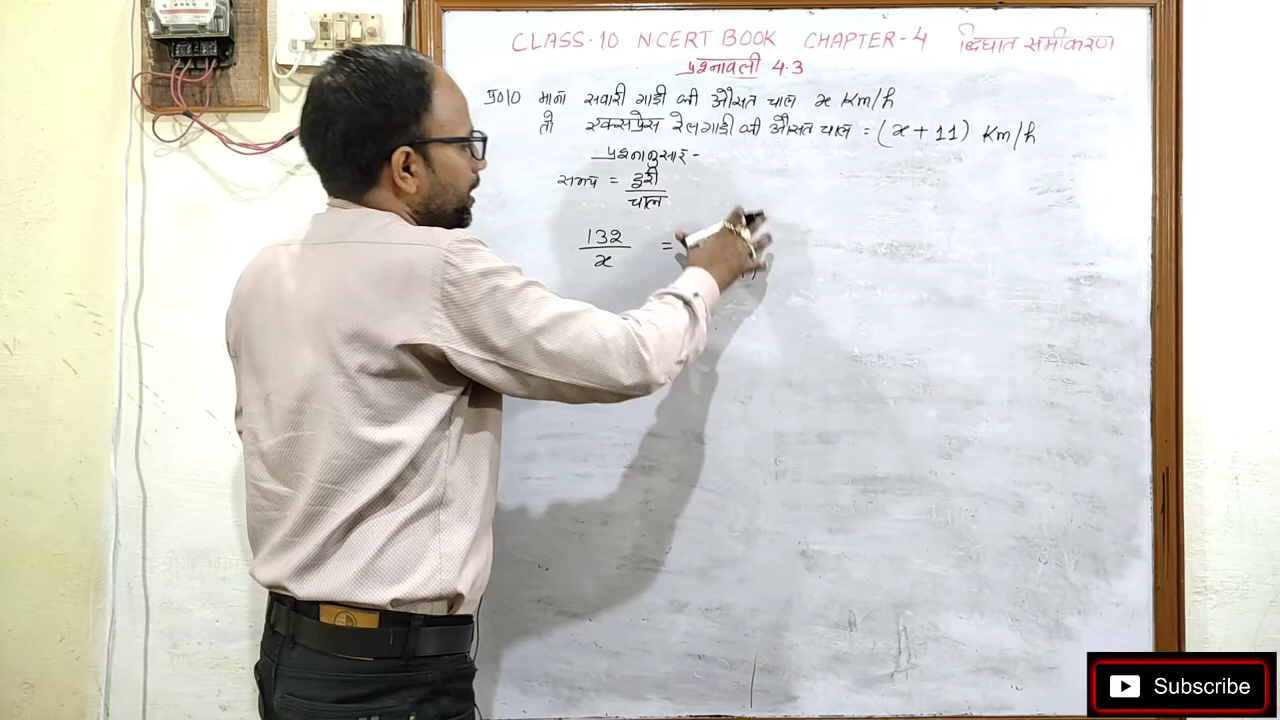 CLASS-10 NCERT BOOK CHAPTER-4 द्विघात समीकरण
प्रश्नावली 4.3
प्र०10 माना सवारी गाडी की औसत चाल x Km/h
तो एक्सप्रेस रेलगाडी की औसत चाल = (x + 11) Km/h
प्रश्नानुसार -
समय = दूरी
चाल
132
x
=
Subscribe